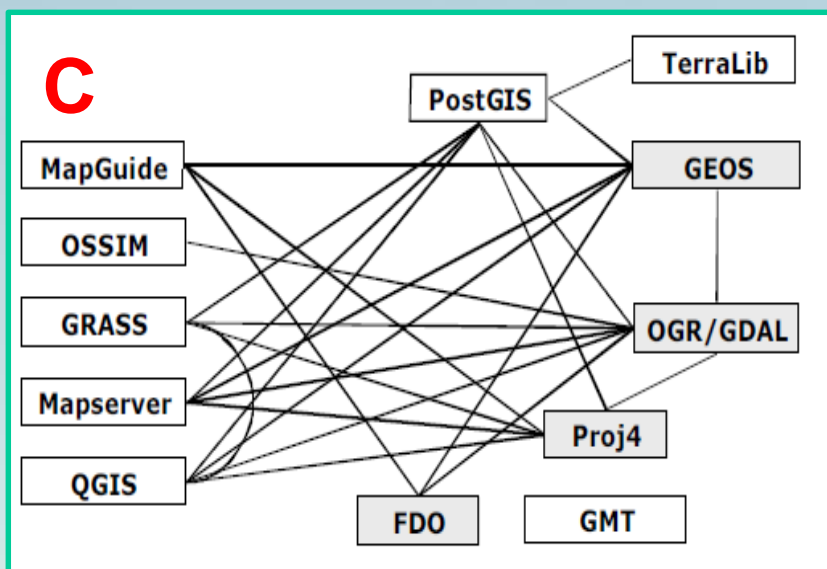 C
TerraLib
PostGIS
MapGuide
GEOS
OSSIM
GRASS
OGR/GDAL
Mapserver
Proj4
QGIS
FDO
GMT